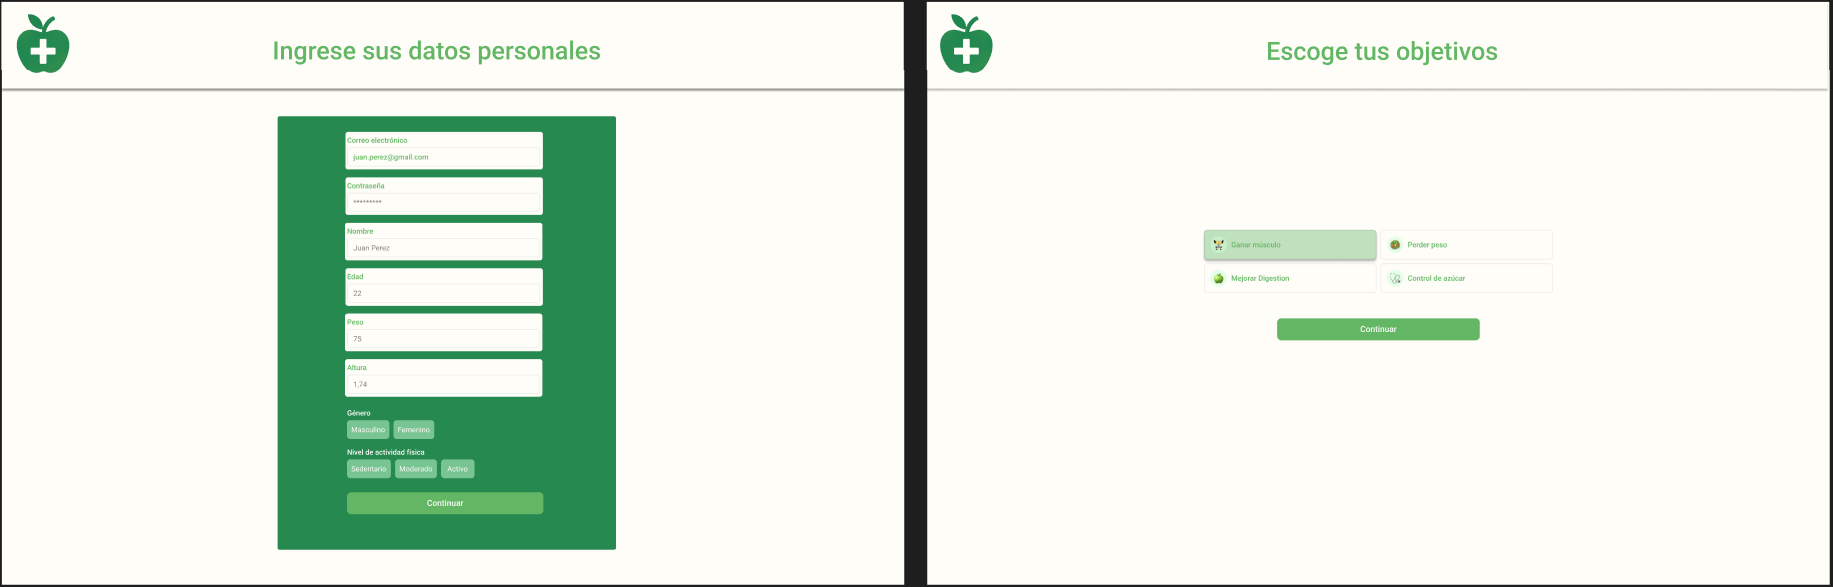 Ingrese sus datos personales
Correo electrónico
juan.perez@gmail.com
Contraseña
*********
Nombre
Juan Perez
Edad
22
Peso
75
Altura
1,74
Género
Masculino Femenino
Nivel de actividad física
Sedentario Moderado Activo
Continuar
Escoge tus objetivos
Ganar músculo Perder peso
Mejorar Digestion Control de azúcar
Continuar